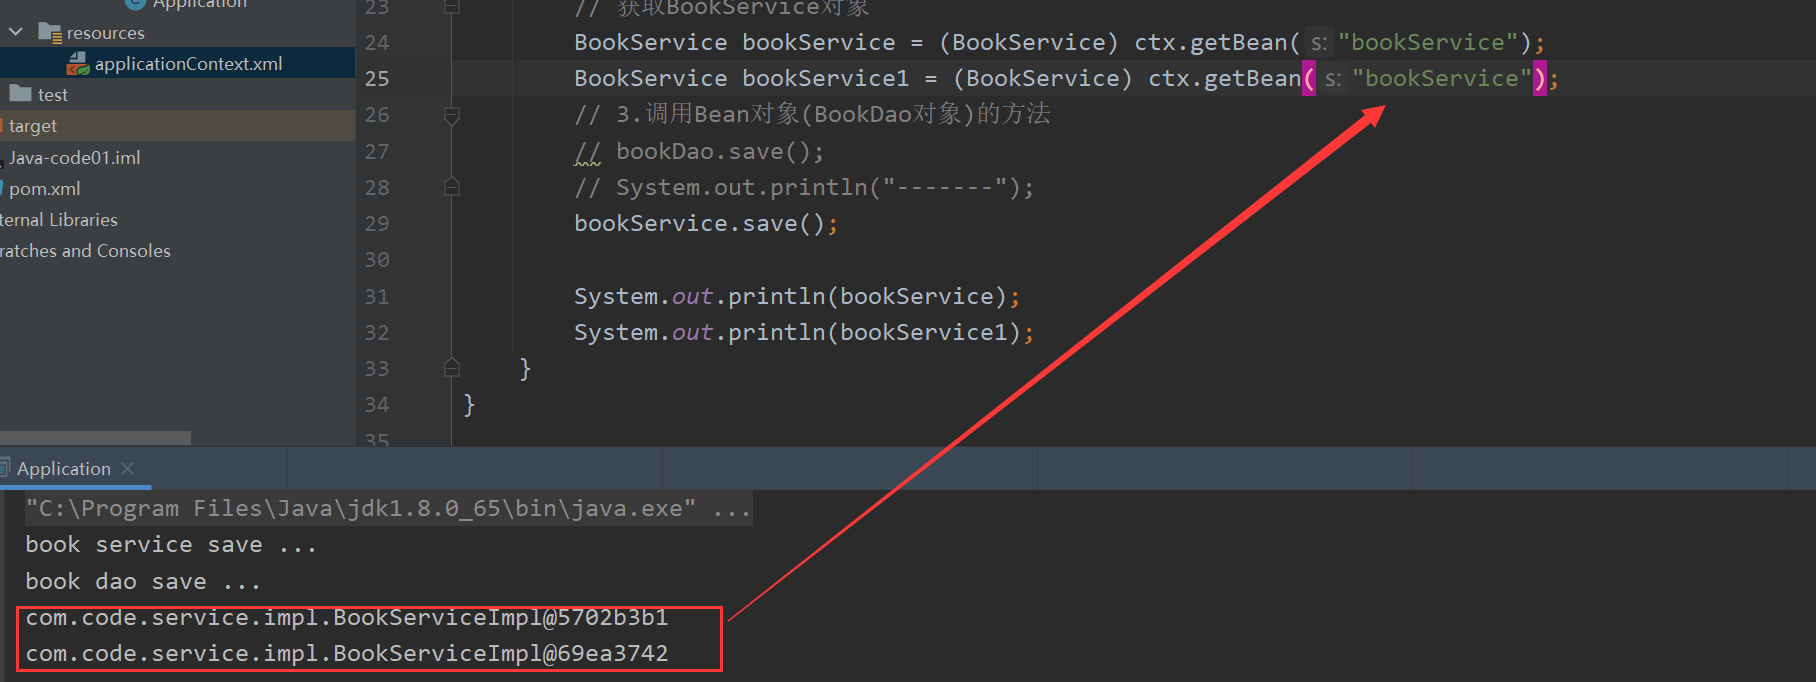 Application
resources
applicationContext.xml
test
target
Java-code01.iml
pom.xml
ternal Libraries
ratches and Consoles
23 // 获取BookService对象
24 BookService bookService = (BookService) ctx.getBean( s: "bookService");
25 BookService bookService1 = (BookService) ctx.getBean( s: "bookService");
26 // 3.调用Bean对象(BookDao对象)的方法
27 // bookDao.save();
28 // System.out.println("-------");
29 bookService.save();
30
31 System.out.println(bookService);
32 System.out.println(bookService1);
33 }
34 }
35
Application
"C:\Program Files\Java\jdk1.8.0_65\bin\java.exe" ...
book service save ...
book dao save ...
com.code.service.impl.BookServiceImpl@5702b3b1
com.code.service.impl.BookServiceImpl@69ea3742